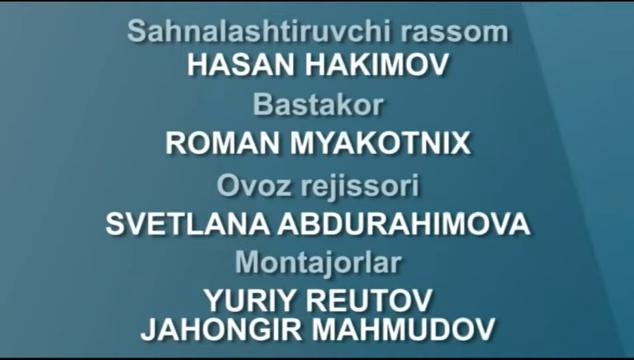 Sahnalashtiruvchi rassom
HASAN HAKIMOV
Bastakor
ROMAN MYAKOTNIX
Ovoz rejissori
SVETLANA ABDURAHIMOVA
Montajorlar
YURIY REUTOV
JAHONGIR MAHMUDOV